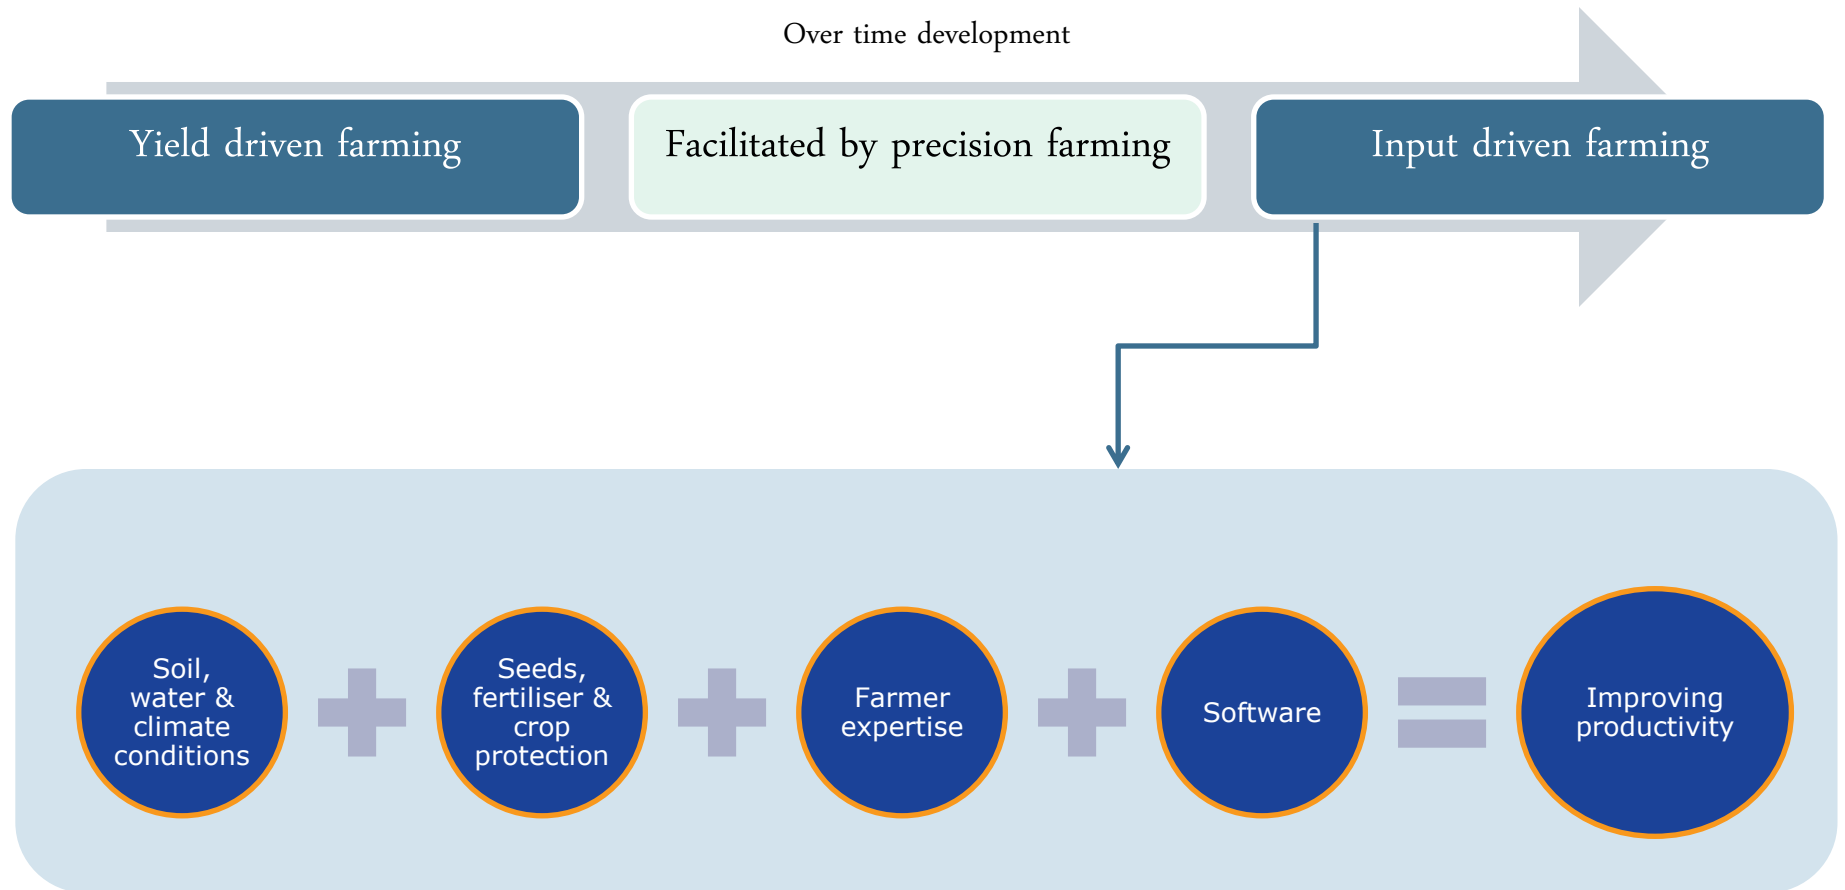 Over time development
Yield driven farming
Facilitated by precision farming
Input driven farming
Soil,
water &
climate
conditions
Seeds,
fertiliser &
crop
protection
Farmer
expertise
Software
Improving
productivity